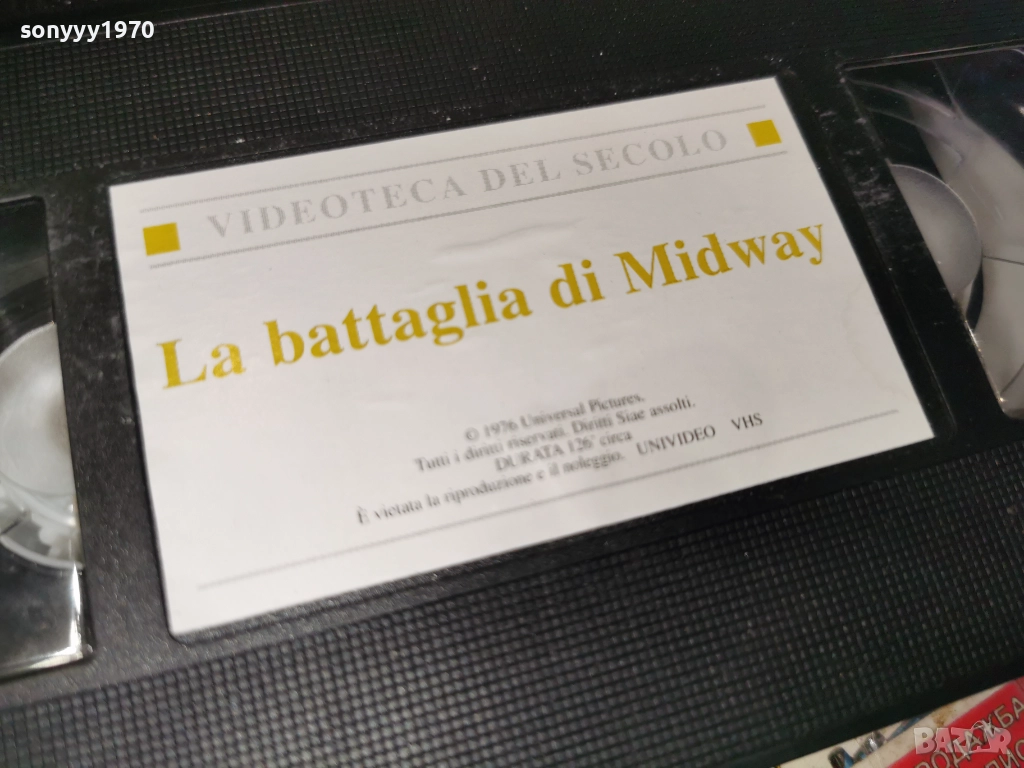 sonyyy1970
VIDEOTECA DEL SECOLO
La battaglia di Midway
© 1976 Universal Pictures.
Tutti i diritti riservati. Diritti Siae assolti.
DURATA 126' circa
È vietata la riproduzione e il noleggio. UNIVIDEO VHS
BAZAR